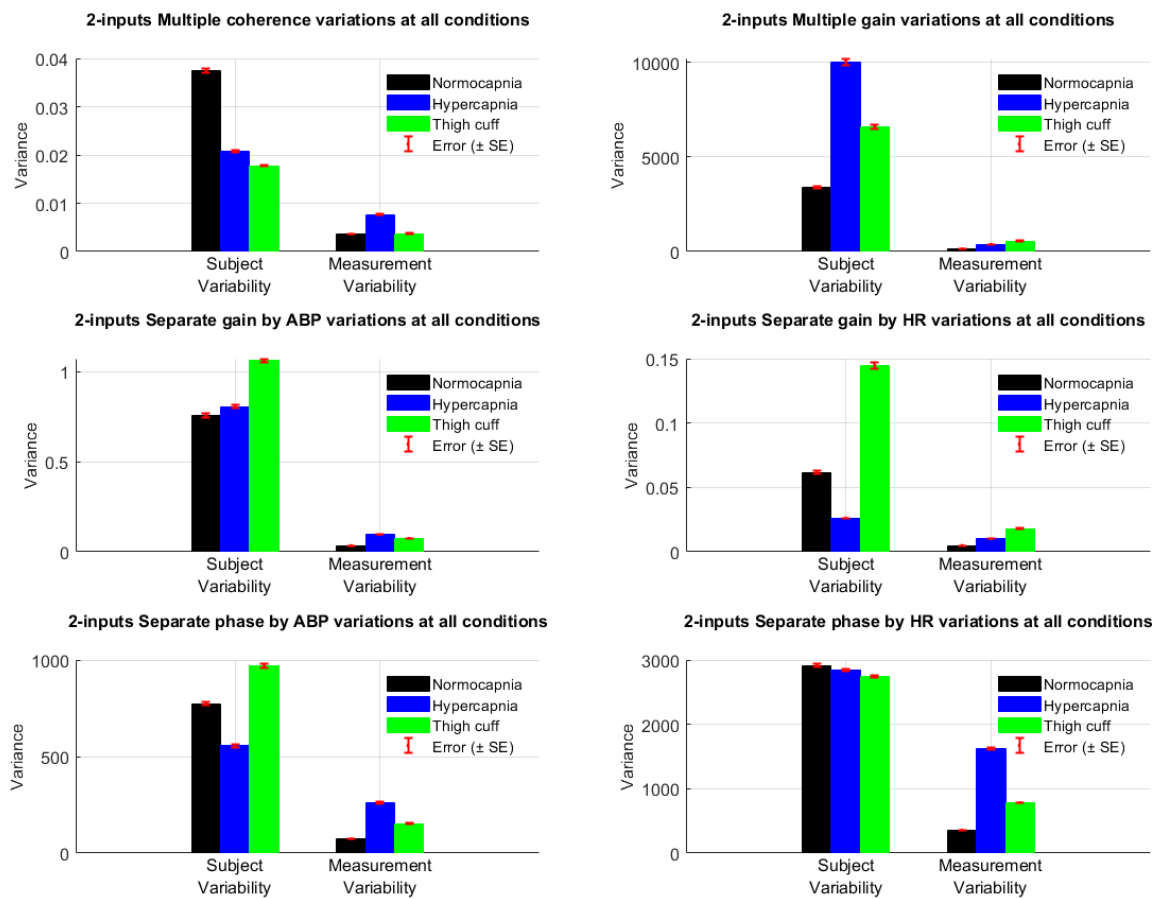 2-inputs Multiple coherence variations at all conditions
0.04
0.03
0.02
0.01
0
Variance
Normocapnia
Hypercapnia
Thigh cuff
Error (± SE)
Subject
Variability
Measurement
Variability
2-inputs Multiple gain variations at all conditions
10000
5000
0
Variance
Normocapnia
Hypercapnia
Thigh cuff
Error (± SE)
Subject
Variability
Measurement
Variability
2-inputs Separate gain by ABP variations at all conditions
1
0.5
0
Variance
Normocapnia
Hypercapnia
Thigh cuff
Error (± SE)
Subject
Variability
Measurement
Variability
2-inputs Separate gain by HR variations at all conditions
0.15
0.1
0.05
0
Variance
Normocapnia
Hypercapnia
Thigh cuff
Error (± SE)
Subject
Variability
Measurement
Variability
2-inputs Separate phase by ABP variations at all conditions
1000
500
0
Variance
Normocapnia
Hypercapnia
Thigh cuff
Error (± SE)
Subject
Variability
Measurement
Variability
2-inputs Separate phase by HR variations at all conditions
3000
2000
1000
0
Variance
Normocapnia
Hypercapnia
Thigh cuff
Error (± SE)
Subject
Variability
Measurement
Variability